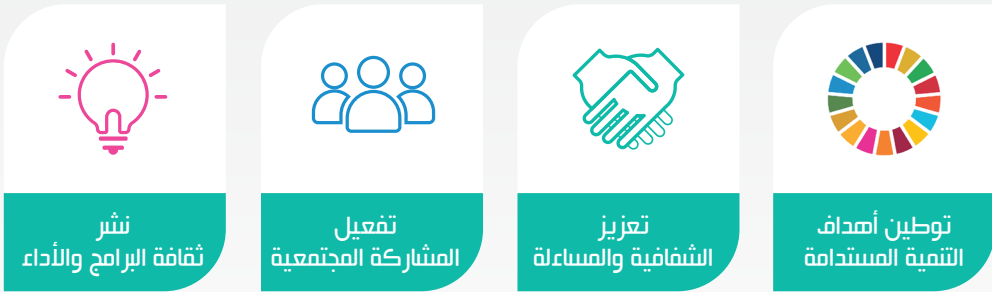 توطين أهداف
التنمية المستدامة
تعزيز
الشفافية والمساءلة
تفعيل
المشاركة المجتمعية
نشر
ثقافة البرامج والأداء